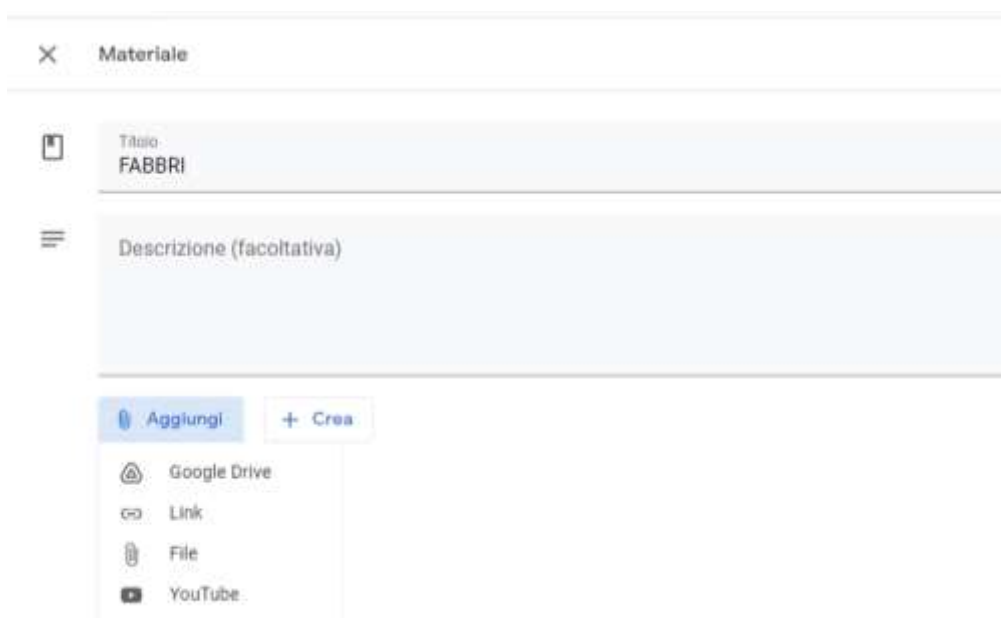 Materiale
Titolo
FABBRI
Descrizione (facoltativa)
Aggiungi
+ Crea
Google Drive
Link
File
YouTube